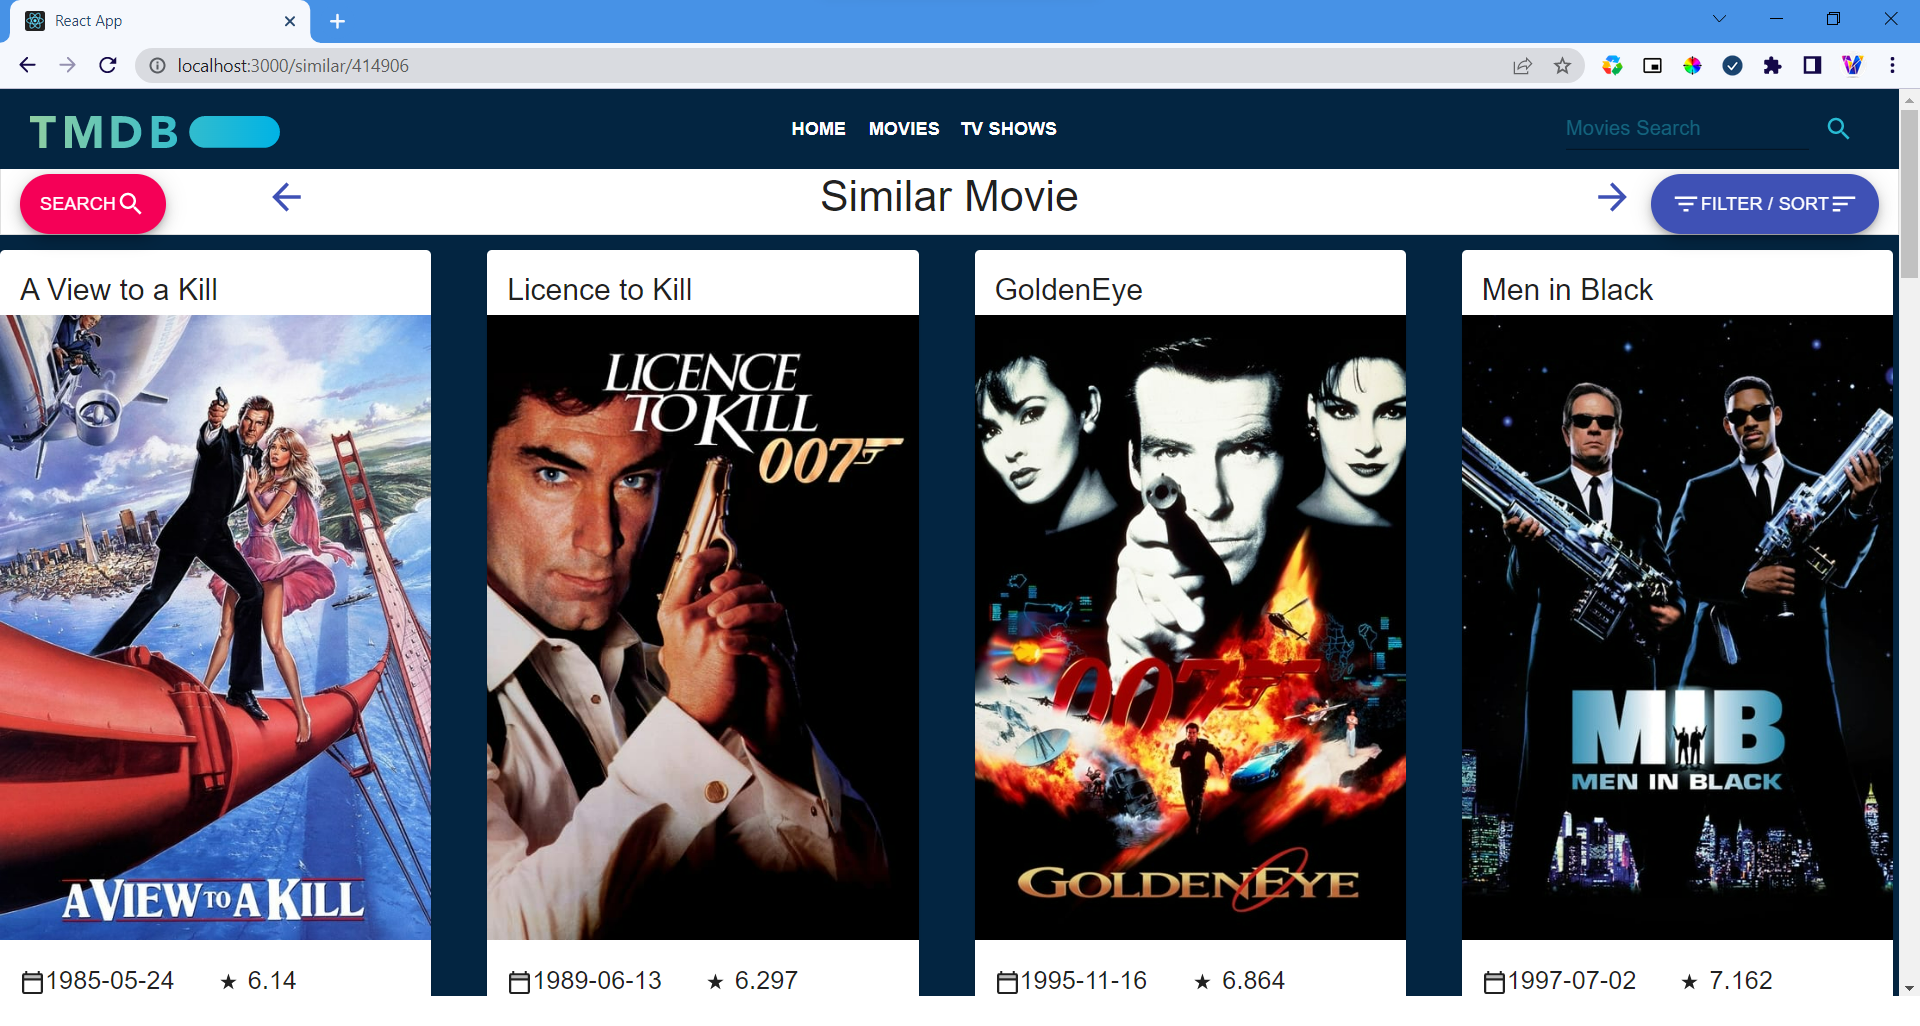 React App
localhost:3000/similar/414906
TMDB
HOME MOVIES TV SHOWS
Movies Search
SEARCH
Similar Movie
FILTER / SORT
A View to a Kill
Licence to Kill
GoldenEye
Men in Black
A VIEW TO A KILL
LICENCE
TO KILL
007
007
GOLDENEYE
MIB
MEN IN BLACK
1985-05-24 ★ 6.14
1989-06-13 ★ 6.297
1995-11-16 ★ 6.864
1997-07-02 ★ 7.162